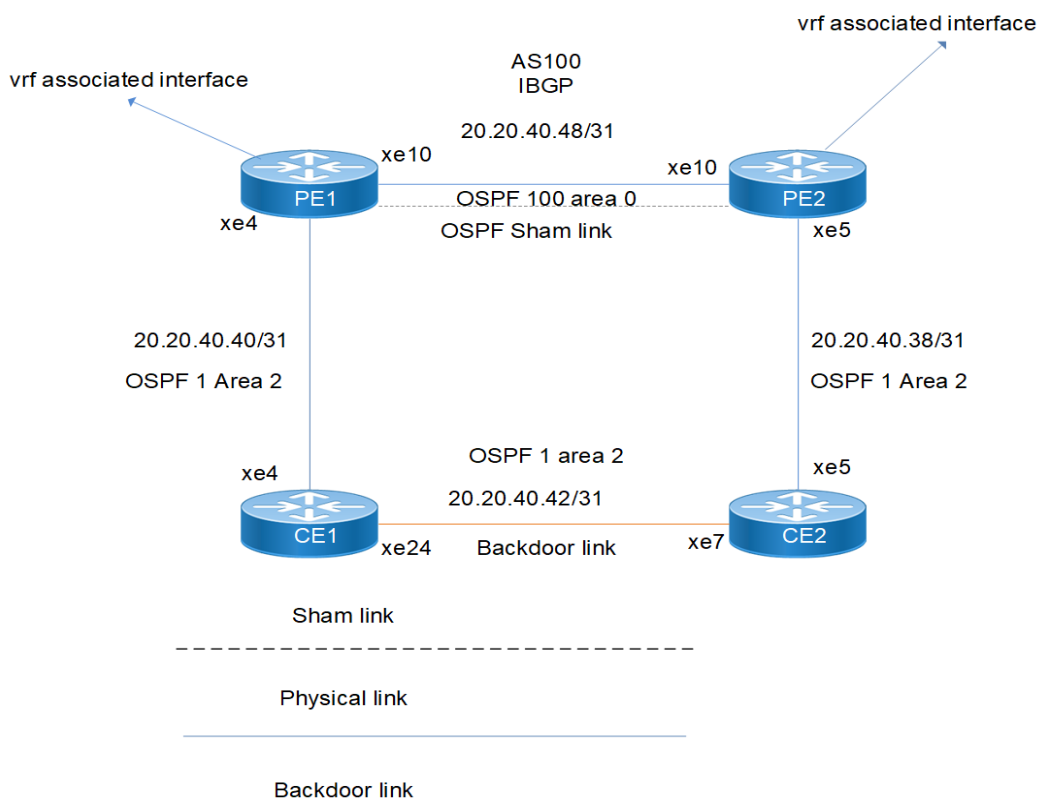 vrf associated interface
vrf associated interface
AS100
IBGP
20.20.40.48/31
xe10
xe10
PE1
OSPF 100 area 0
PE2
xe4
OSPF Sham link
xe5
20.20.40.40/31
20.20.40.38/31
OSPF 1 Area 2
OSPF 1 Area 2
OSPF 1 area 2
xe4
xe5
20.20.40.42/31
CE1
CE2
xe24
Backdoor link
xe7
Sham link
Physical link
Backdoor link